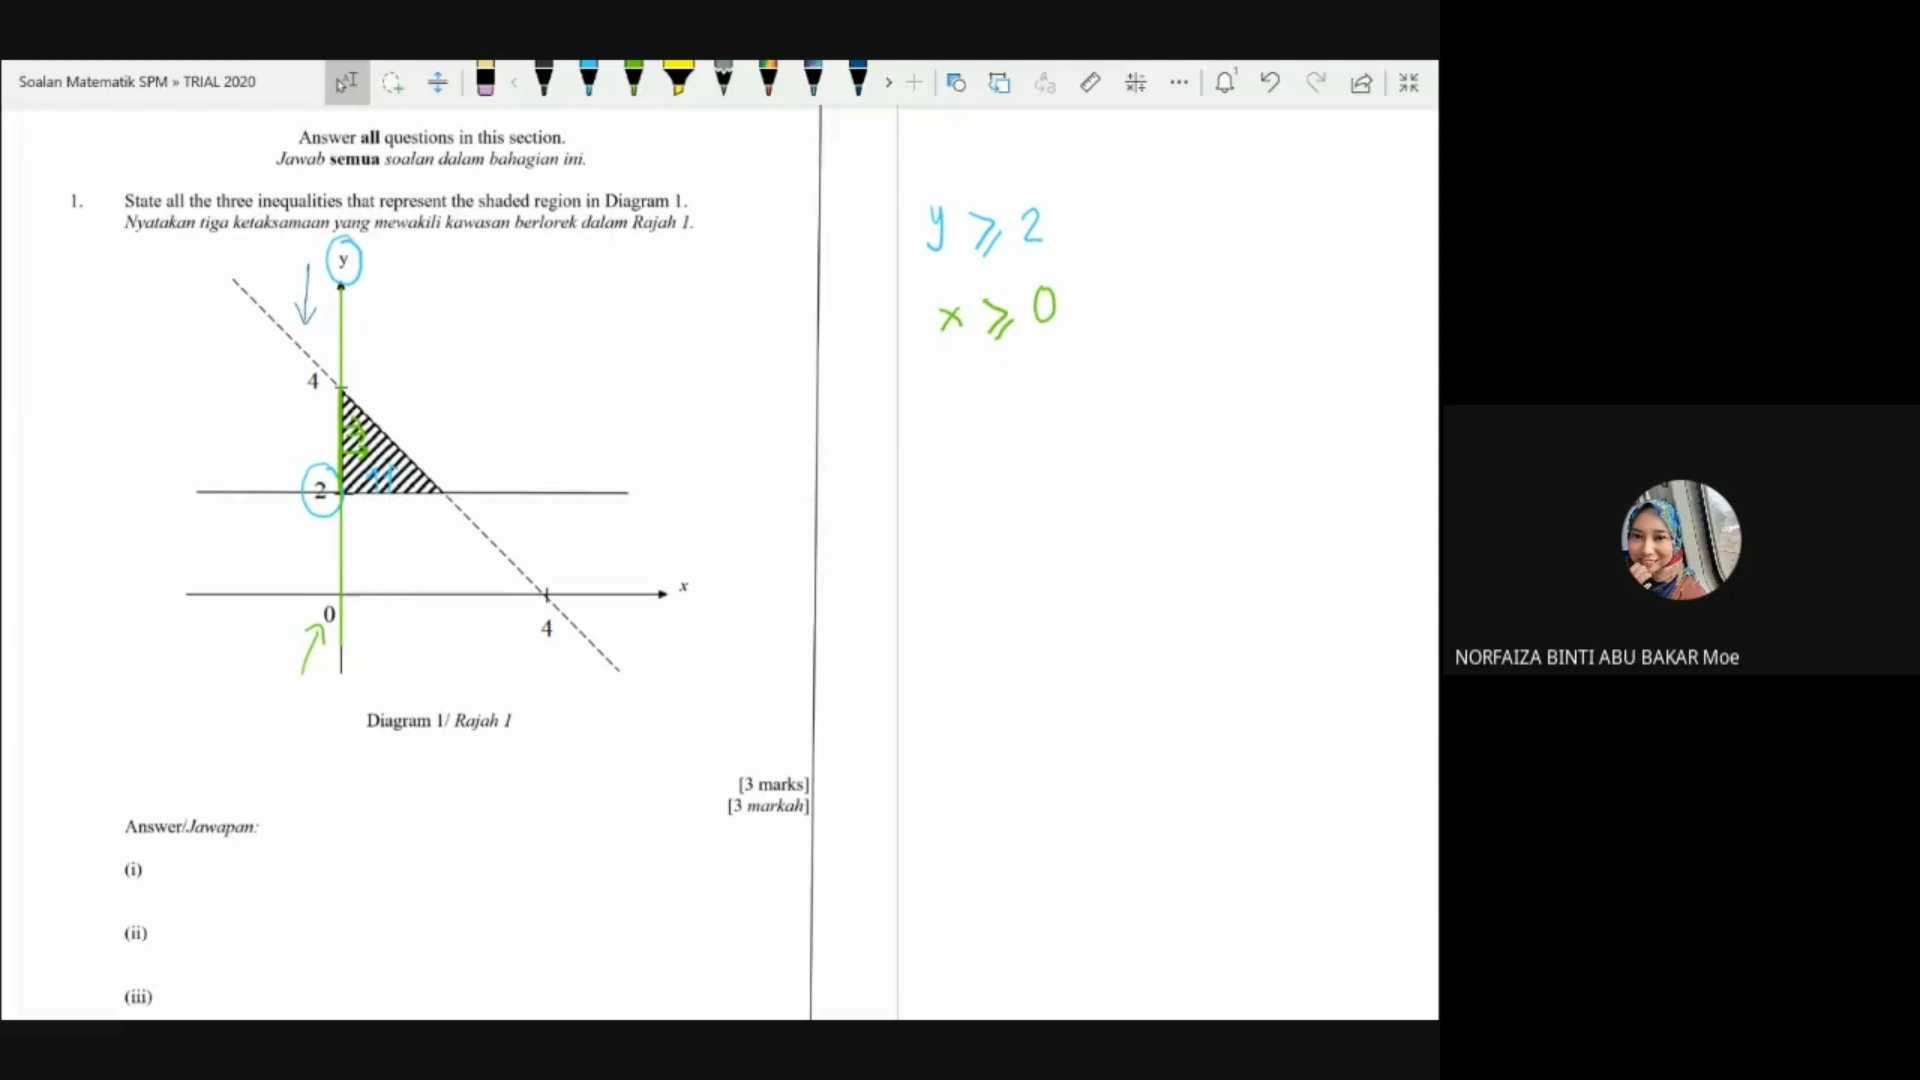 Soalan Matematik SPM » TRIAL 2020
Answer all questions in this section.
Jawab semua soalan dalam bahagian ini.
1. State all the three inequalities that represent the shaded region in Diagram 1.
Nyatakan tiga ketaksamaan yang mewakili kawasan berlorek dalam Rajah 1.
y
4
2
0
4
x
Diagram 1/ Rajah 1
[3 marks]
[3 markah]
Answer/Jawapan:
(i)
(ii)
(iii)
y ⩾ 2
x ⩾ 0
NORFAIZA BINTI ABU BAKAR Moe